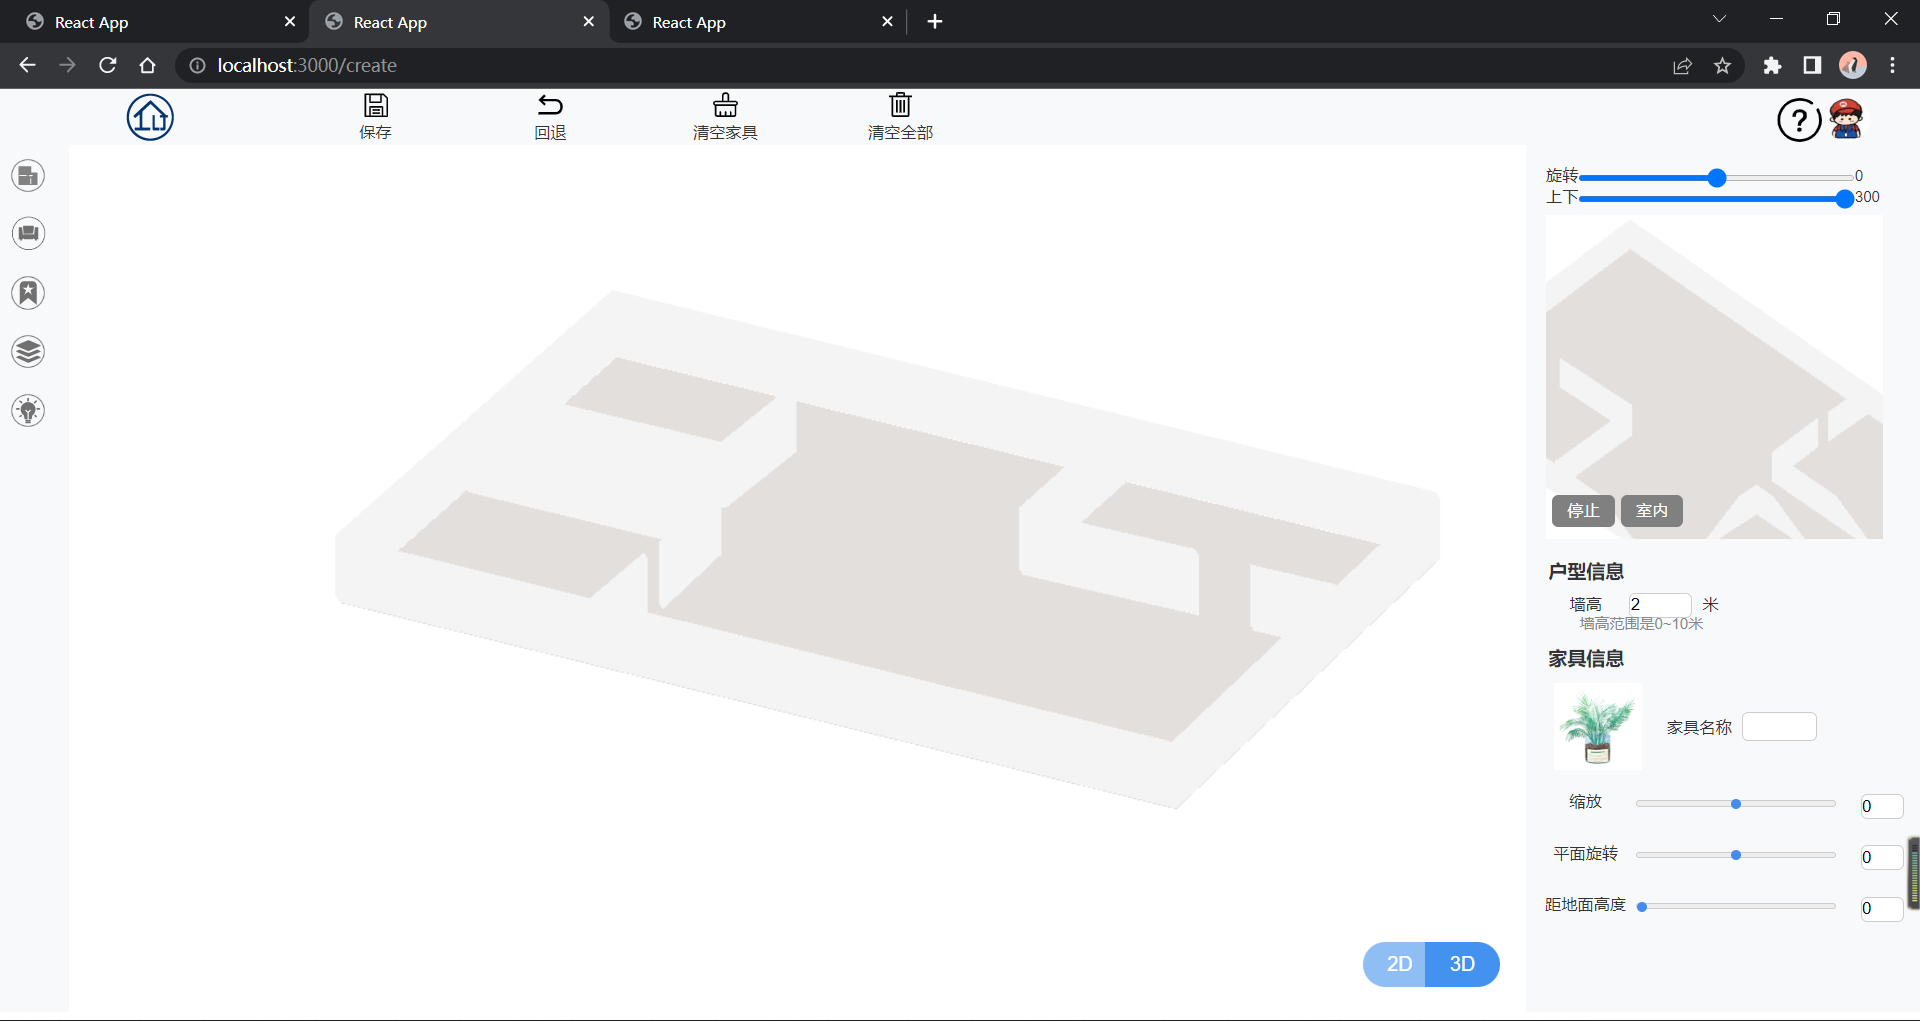 React App
React App
React App
localhost:3000/create
保存
回退
清空家具
清空全部
旋转 0
上下 300
停止 室内
户型信息
墙高 2 米
墙高范围是0~10米
家具信息
家具名称
缩放 0
平面旋转 0
距地面高度 0
2D 3D